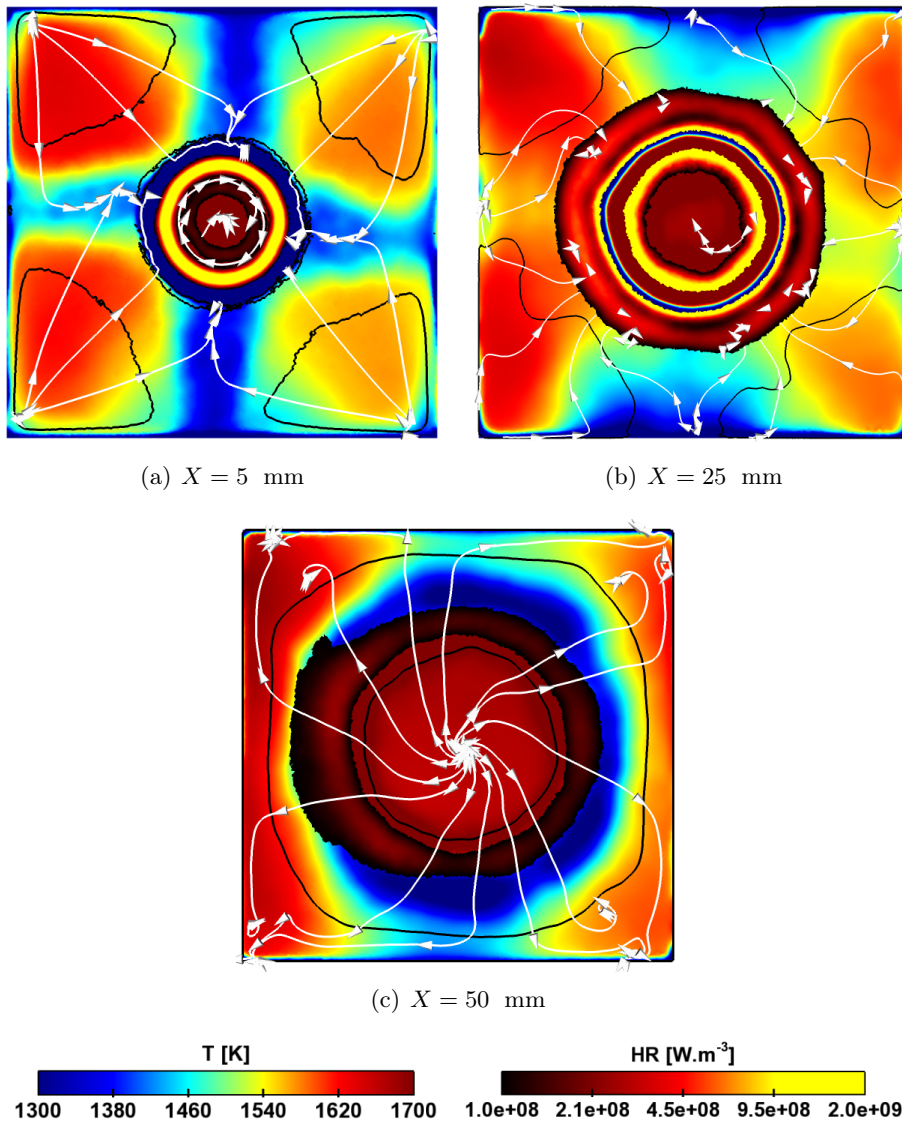 (a) X = 5 mm
(b) X = 25 mm
(c) X = 50 mm
T [K]
1300 1380 1460 1540 1620 1700
HR [W.m⁻³]
1.0e+08 2.1e+08 4.5e+08 9.5e+08 2.0e+09